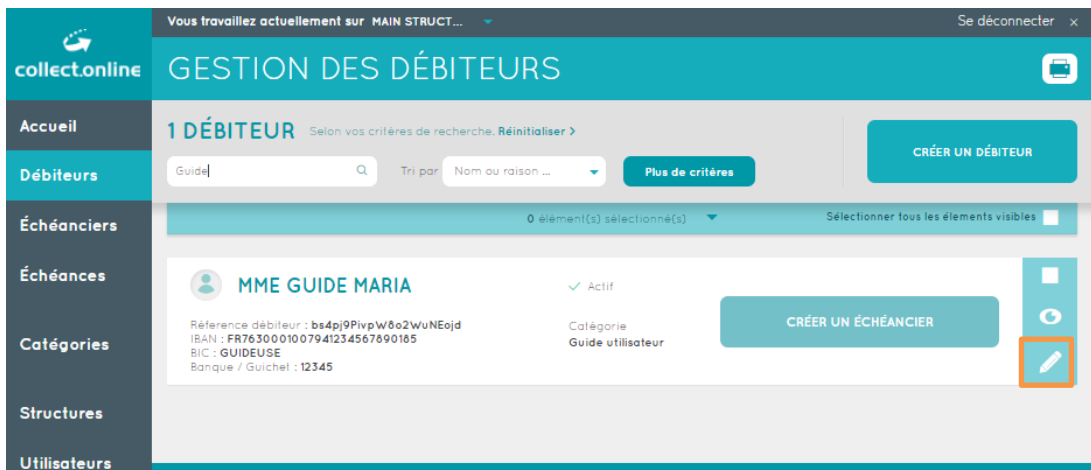 Vous travaillez actuellement sur MAIN STRUCT...
Se déconnecter ×
collect.online
GESTION DES DÉBITEURS
Accueil
Débiteurs
Échéanciers
Échéances
Catégories
Structures
Utilisateurs
1 DÉBITEUR Selon vos critères de recherche. Réinitialiser >
CRÉER UN DÉBITEUR
Guide
Tri par Nom ou raison ...
Plus de critères
0 élément(s) sélectionné(s)
Sélectionner tous les élements visibles
MME GUIDE MARIA
Actif
Réference débiteur : bs4pj9PivpW8o2WuNEojd
IBAN : FR7630001007941234567890185
BIC : GUIDEUSE
Banque / Guichet : 12345
Catégorie
Guide utilisateur
CRÉER UN ÉCHÉANCIER